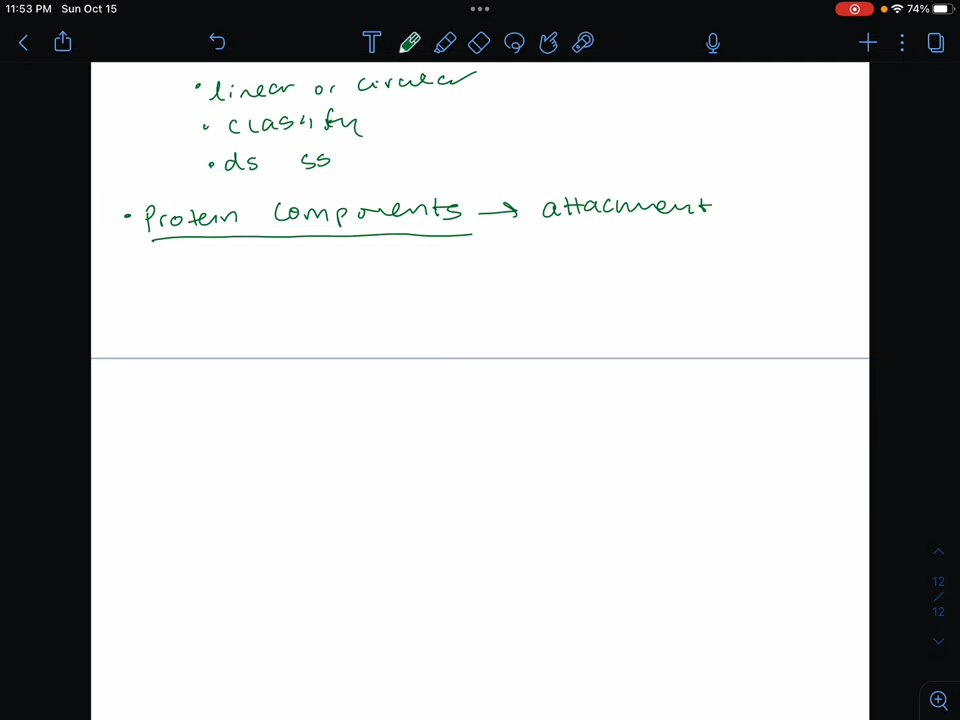 11:53 PM Sun Oct 15 74%
• linear or circular
• classify
• ds ss
• Protein components → attachment
12
/
12